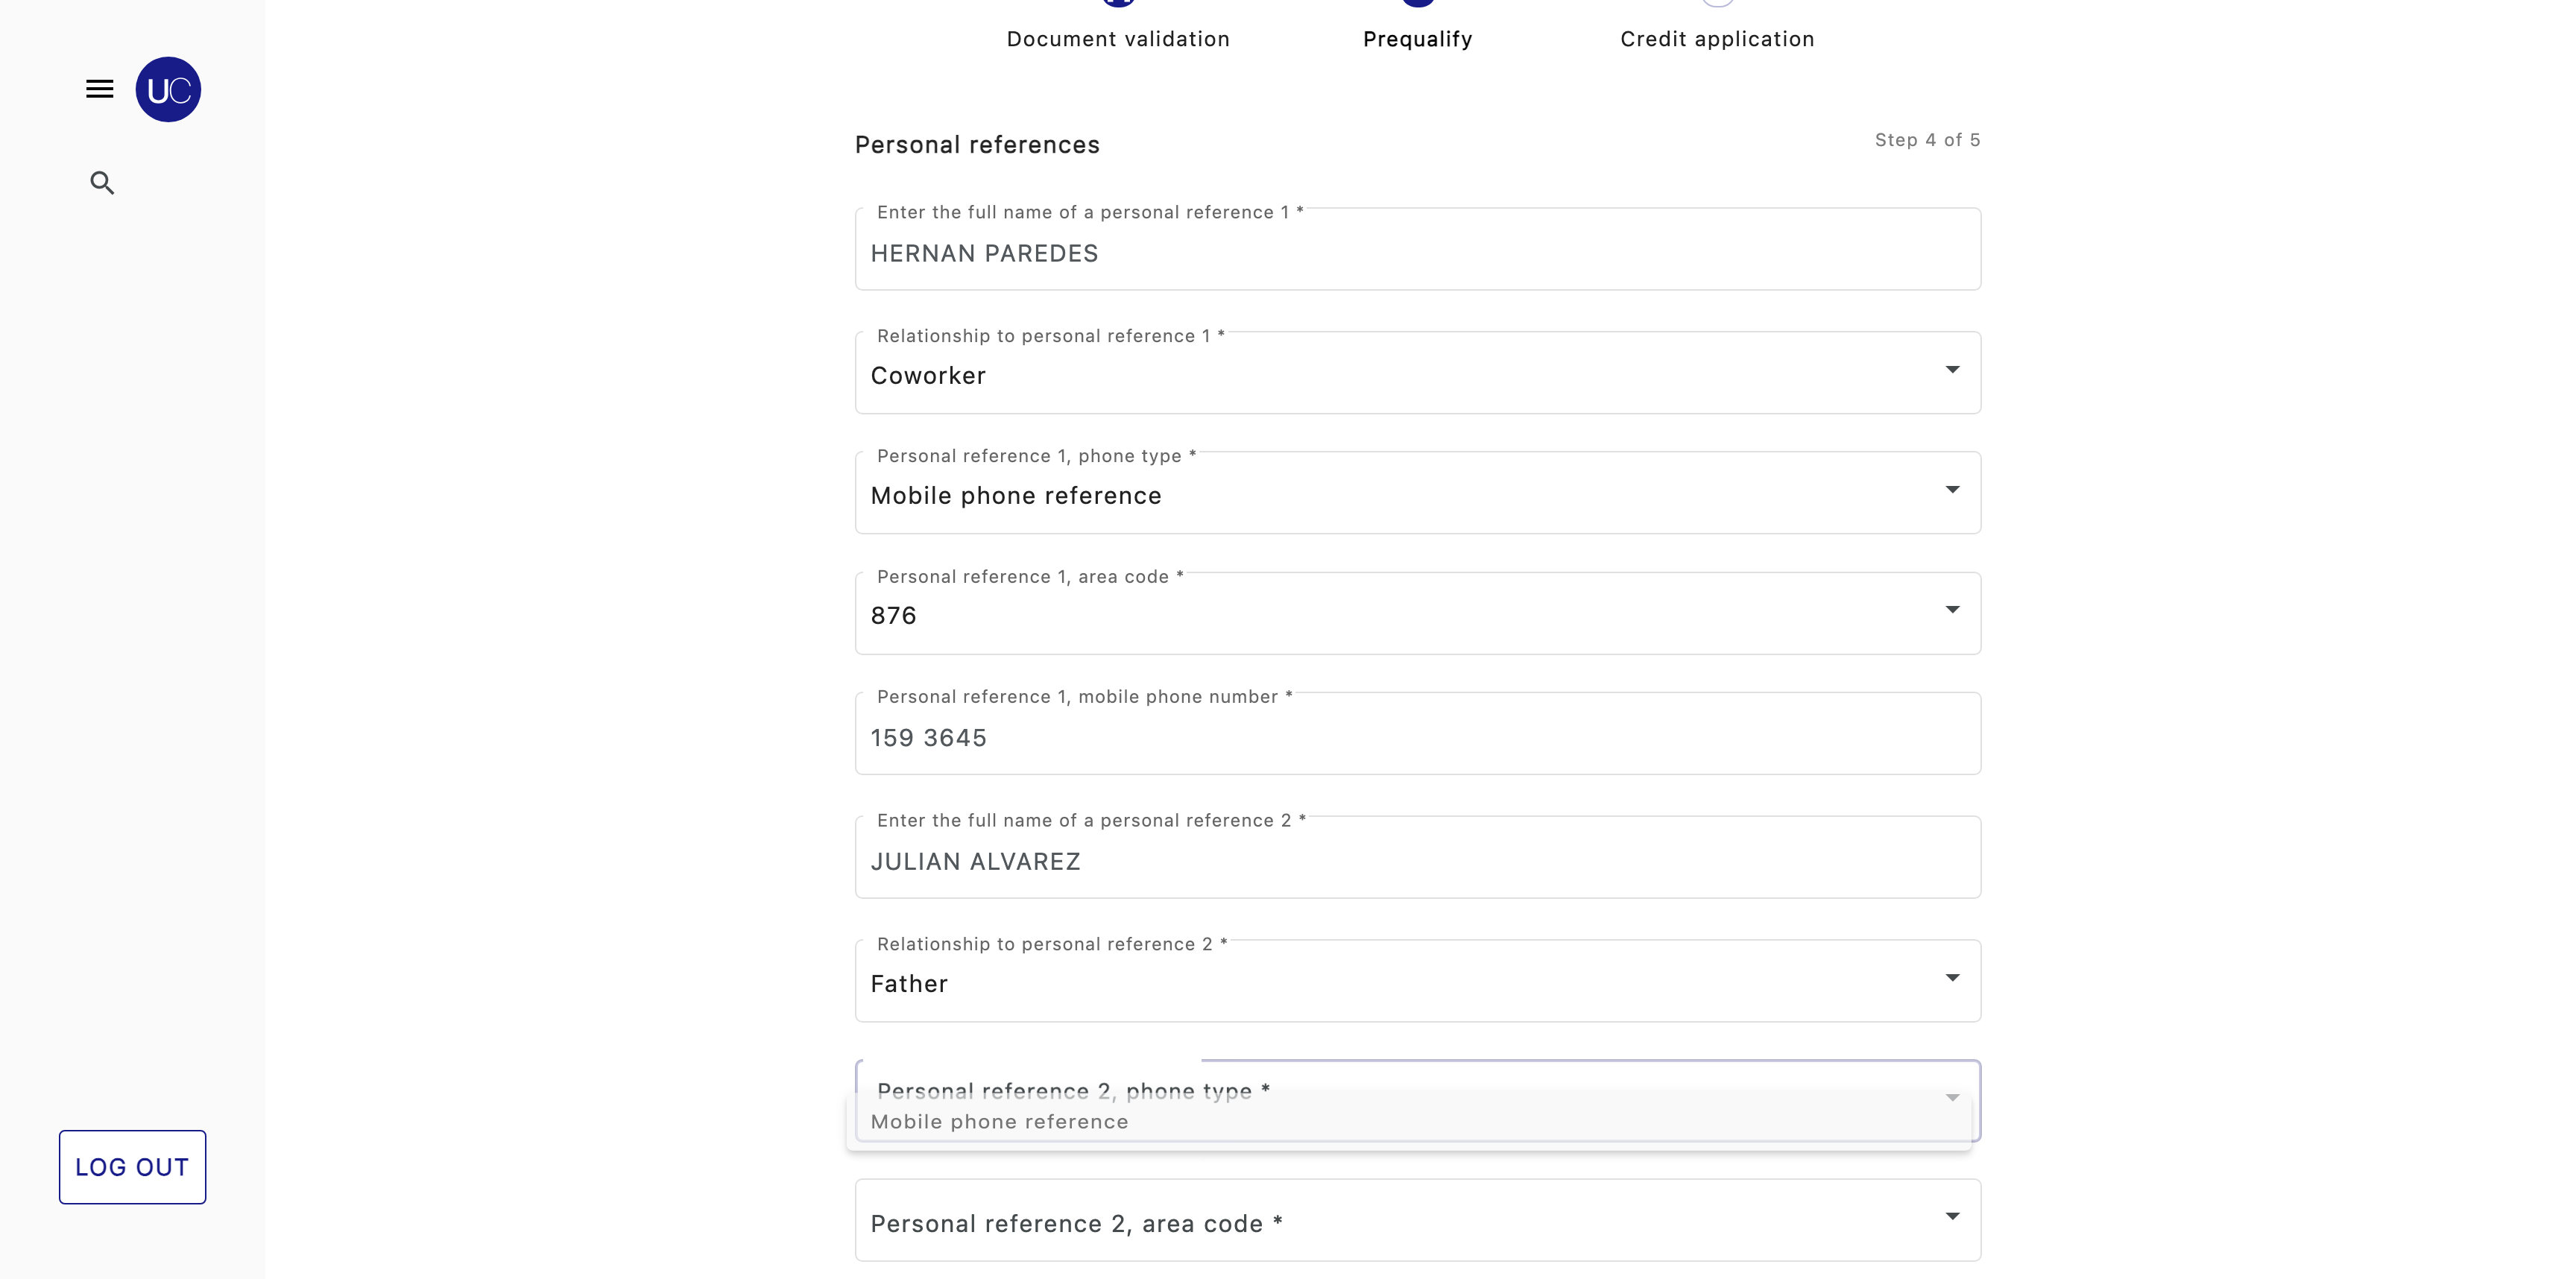 Document validation
Prequalify
Credit application
UC
Personal references
Step 4 of 5
Enter the full name of a personal reference 1 *
HERNAN PAREDES
Relationship to personal reference 1 *
Coworker
Personal reference 1, phone type *
Mobile phone reference
Personal reference 1, area code *
876
Personal reference 1, mobile phone number *
159 3645
Enter the full name of a personal reference 2 *
JULIAN ALVAREZ
Relationship to personal reference 2 *
Father
Personal reference 2, phone type *
Mobile phone reference
LOG OUT
Personal reference 2, area code *